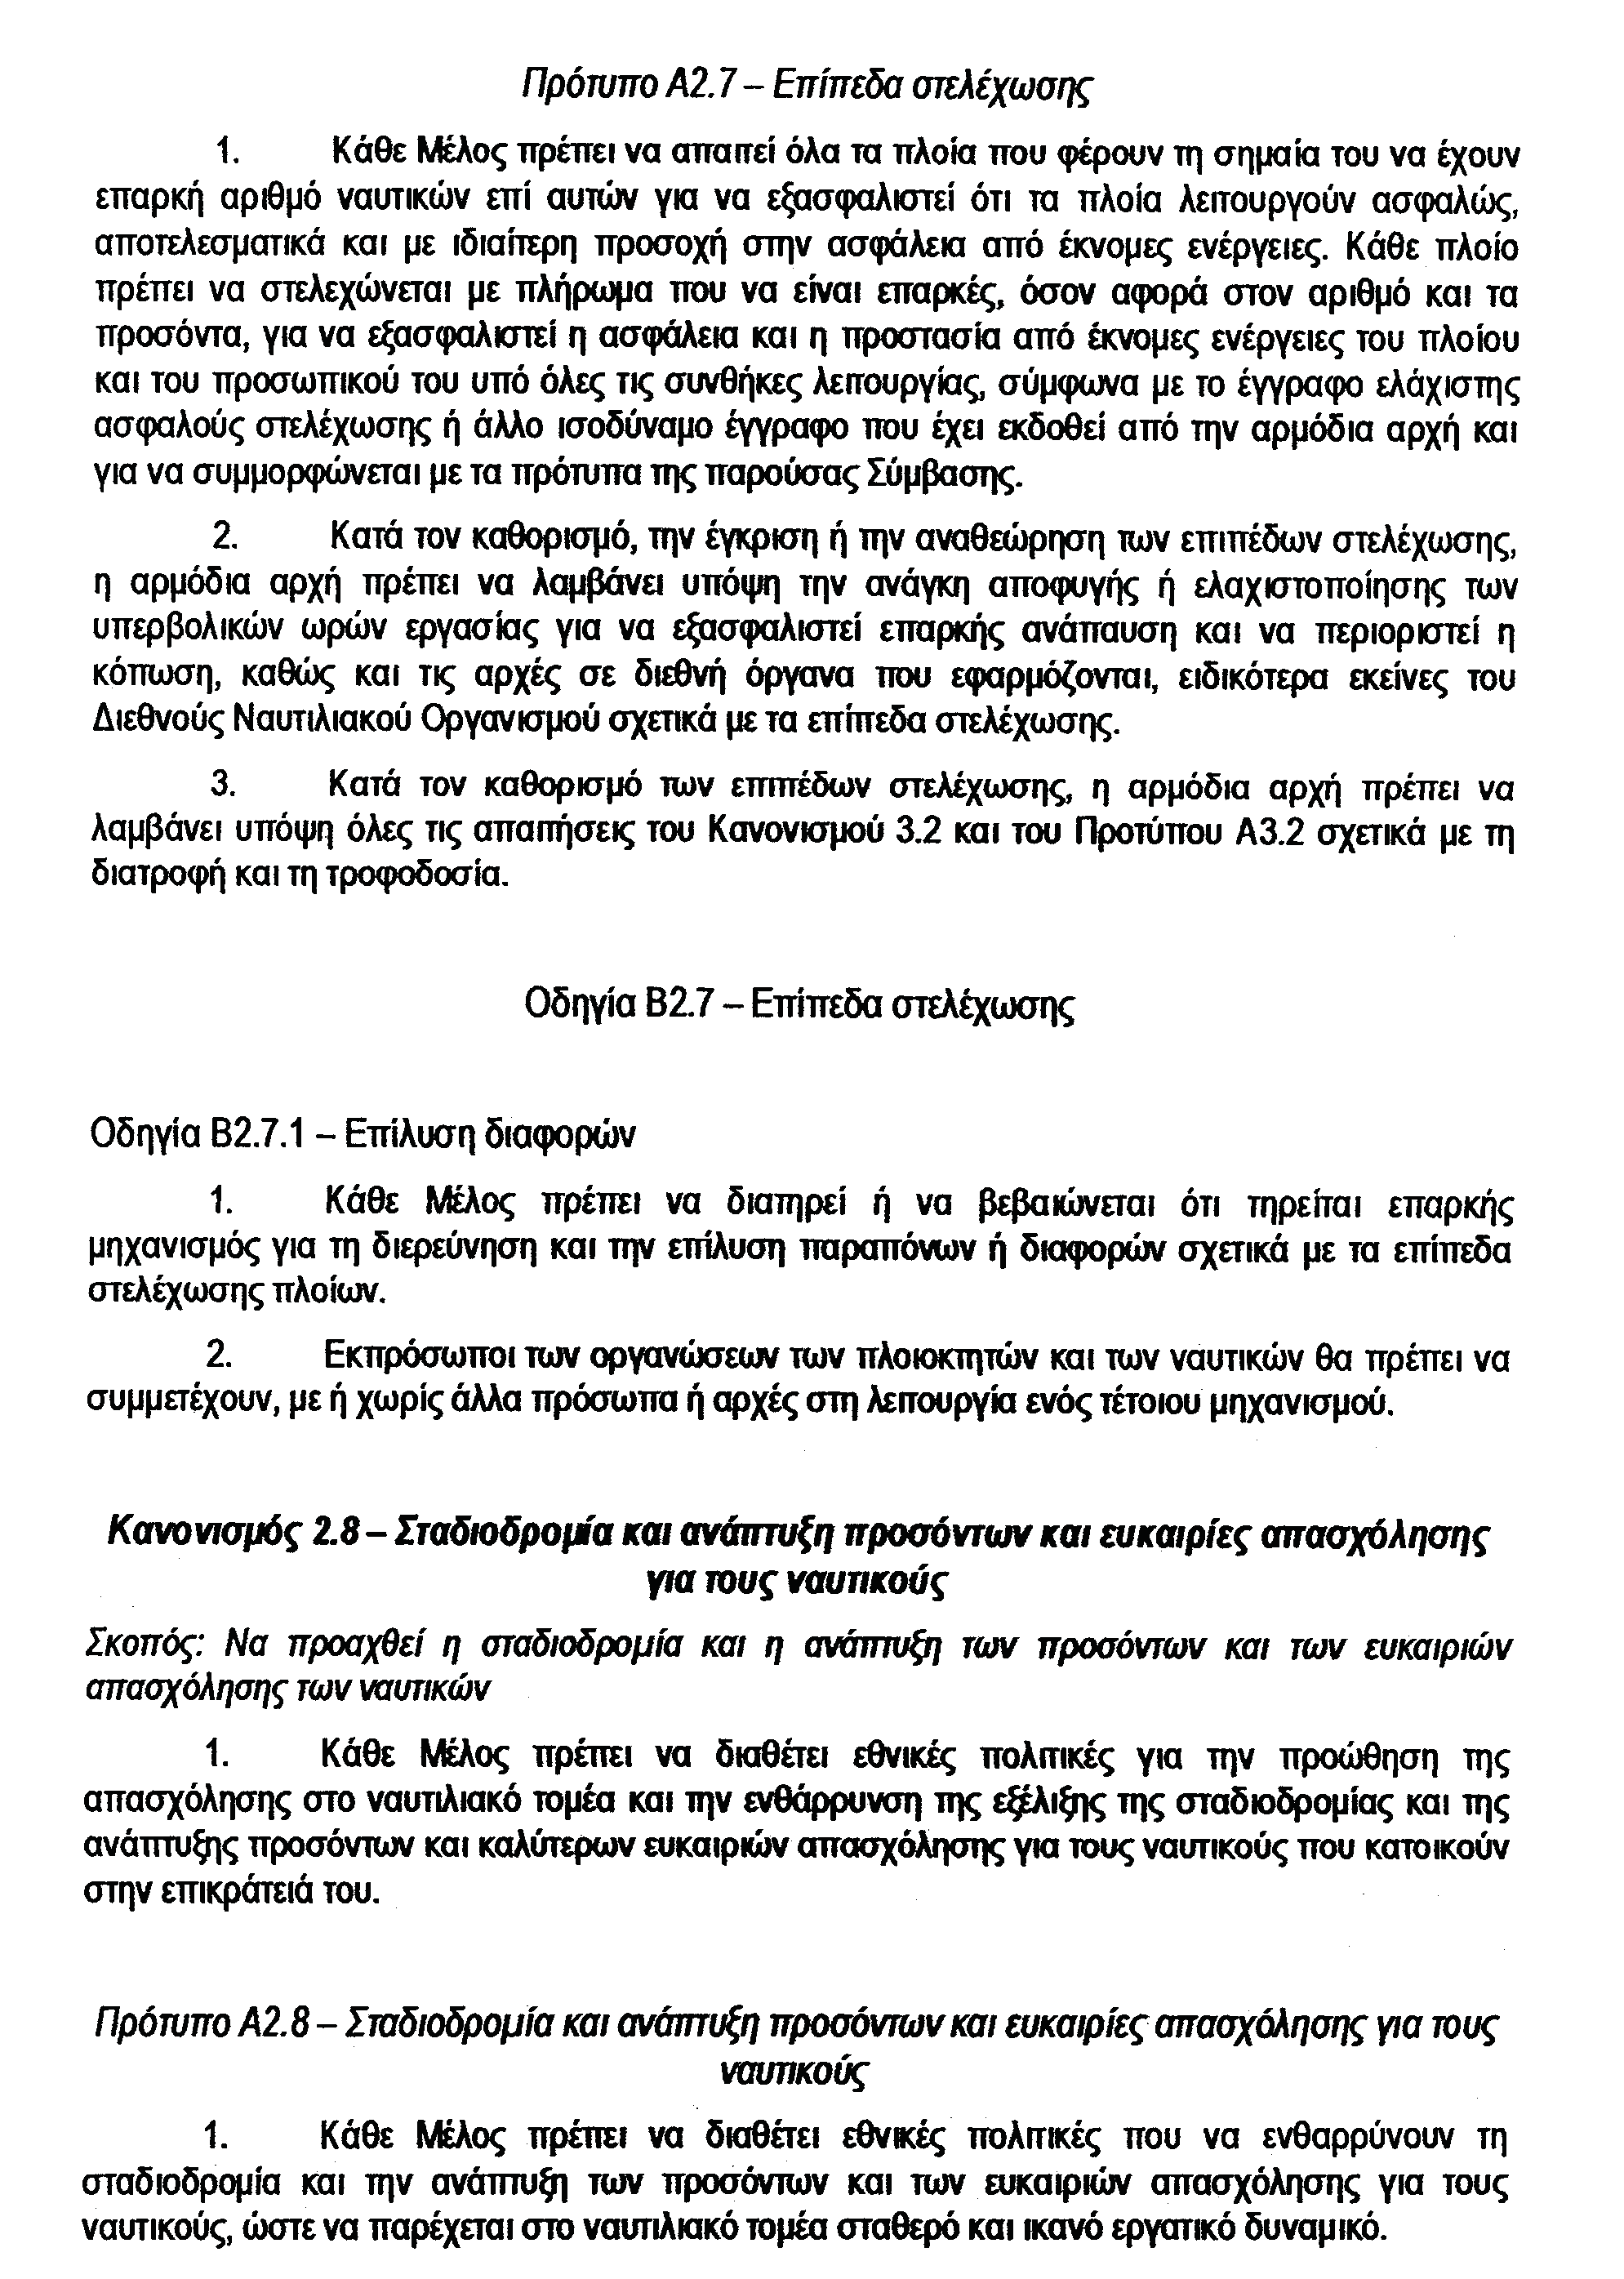 Πρότυπο Α2.7 – Επίπεδα στελέχωσης
1. Κάθε Μέλος πρέπει να απαιτεί όλα τα πλοία που φέρουν τη σημαία του να έχουν
επαρκή αριθμό ναυτικών επί αυτών για να εξασφαλιστεί ότι τα πλοία λειτουργούν ασφαλώς,
αποτελεσματικά και με ιδιαίτερη προσοχή στην ασφάλεια από έκνομες ενέργειες. Κάθε πλοίο
πρέπει να στελεχώνεται με πλήρωμα που να είναι επαρκές, όσον αφορά στον αριθμό και τα
προσόντα, για να εξασφαλιστεί η ασφάλεια και η προστασία από έκνομες ενέργειες του πλοίου
και του προσωπικού του υπό όλες τις συνθήκες λειτουργίας, σύμφωνα με το έγγραφο ελάχιστης
ασφαλούς στελέχωσης ή άλλο ισοδύναμο έγγραφο που έχει εκδοθεί από την αρμόδια αρχή και
για να συμμορφώνεται με τα πρότυπα της παρούσας Σύμβασης.
2. Κατά τον καθορισμό, την έγκριση ή την αναθεώρηση των επιπέδων στελέχωσης,
η αρμόδια αρχή πρέπει να λαμβάνει υπόψη την ανάγκη αποφυγής ή ελαχιστοποίησης των
υπερβολικών ωρών εργασίας για να εξασφαλιστεί επαρκής ανάπαυση και να περιοριστεί η
κόπωση, καθώς και τις αρχές σε διεθνή όργανα που εφαρμόζονται, ειδικότερα εκείνες του
Διεθνούς Ναυτιλιακού Οργανισμού σχετικά με τα επίπεδα στελέχωσης.
3. Κατά τον καθορισμό των επιπέδων στελέχωσης, η αρμόδια αρχή πρέπει να
λαμβάνει υπόψη όλες τις απαιτήσεις του Κανονισμού 3.2 και του Προτύπου Α3.2 σχετικά με τη
διατροφή και τη τροφοδοσία.
Οδηγία Β2.7 – Επίπεδα στελέχωσης
Οδηγία Β2.7.1 – Επίλυση διαφορών
1. Κάθε Μέλος πρέπει να διατηρεί ή να βεβαιώνεται ότι τηρείται επαρκής
μηχανισμός για τη διερεύνηση και την επίλυση παραπόνων ή διαφορών σχετικά με τα επίπεδα
στελέχωσης πλοίων.
2. Εκπρόσωποι των οργανώσεων των πλοιοκτητών και των ναυτικών θα πρέπει να
συμμετέχουν, με ή χωρίς άλλα πρόσωπα ή αρχές στη λειτουργία ενός τέτοιου μηχανισμού.
Κανονισμός 2.8 – Σταδιοδρομία και ανάπτυξη προσόντων και ευκαιρίες απασχόλησης
για τους ναυτικούς
Σκοπός: Να προαχθεί η σταδιοδρομία και η ανάπτυξη των προσόντων και των ευκαιριών
απασχόλησης των ναυτικών
1. Κάθε Μέλος πρέπει να διαθέτει εθνικές πολιτικές για την προώθηση της
απασχόλησης στο ναυτιλιακό τομέα και την ενθάρρυνση της εξέλιξης της σταδιοδρομίας και της
ανάπτυξης προσόντων και καλύτερων ευκαιριών απασχόλησης για τους ναυτικούς που κατοικούν
στην επικράτειά του.
Πρότυπο Α2.8 – Σταδιοδρομία και ανάπτυξη προσόντων και ευκαιρίες απασχόλησης για τους
ναυτικούς
1. Κάθε Μέλος πρέπει να διαθέτει εθνικές πολιτικές που να ενθαρρύνουν τη
σταδιοδρομία και την ανάπτυξη των προσόντων και των ευκαιριών απασχόλησης για τους
ναυτικούς, ώστε να παρέχεται στο ναυτιλιακό τομέα σταθερό και ικανό εργατικό δυναμικό.